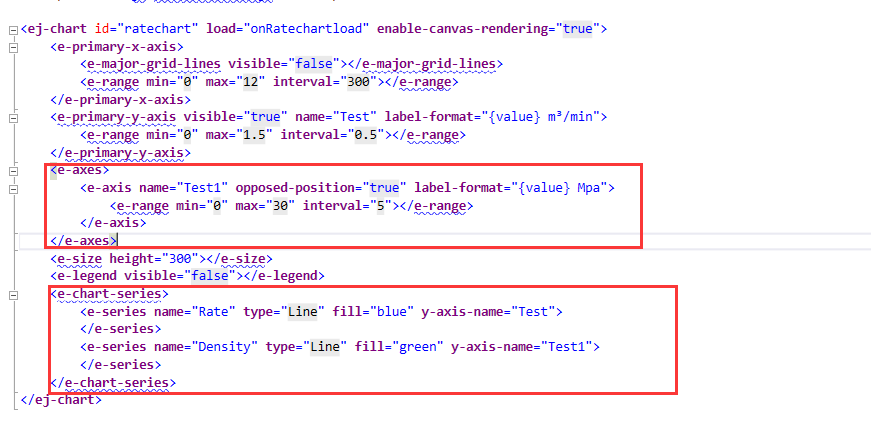 <ej-chart id="ratechart" load="onRatechartload" enable-canvas-rendering="true">
<e-primary-x-axis>
<e-major-grid-lines visible="false"></e-major-grid-lines>
<e-range min="0" max="12" interval="300"></e-range>
</e-primary-x-axis>
<e-primary-y-axis visible="true" name="Test" label-format="{value} m³/min">
<e-range min="0" max="1.5" interval="0.5"></e-range>
</e-primary-y-axis>
<e-axes>
<e-axis name="Test1" opposed-position="true" label-format="{value} Mpa">
<e-range min="0" max="30" interval="5"></e-range>
</e-axis>
</e-axes>
<e-size height="300"></e-size>
<e-legend visible="false"></e-legend>
<e-chart-series>
<e-series name="Rate" type="Line" fill="blue" y-axis-name="Test">
</e-series>
<e-series name="Density" type="Line" fill="green" y-axis-name="Test1">
</e-series>
</e-chart-series>
</ej-chart>